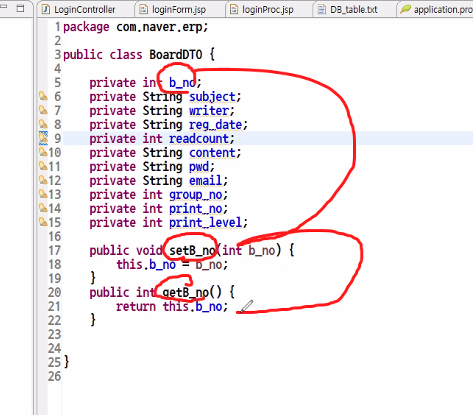 LoginController loginForm.jsp loginProc.jsp DB_table.txt application.pro
1 package com.naver.erp;
2
3 public class BoardDTO {
4
5 private int b_no;
6 private String subject;
7 private String writer;
8 private String reg_date;
9 private int readcount;
10 private String content;
11 private String pwd;
12 private String email;
13 private int group_no;
14 private int print_no;
15 private int print_level;
16
17 public void setB_no(int b_no) {
18 this.b_no = b_no;
19 }
20 public int getB_no() {
21 return this.b_no;
22 }
23
24
25 }
26